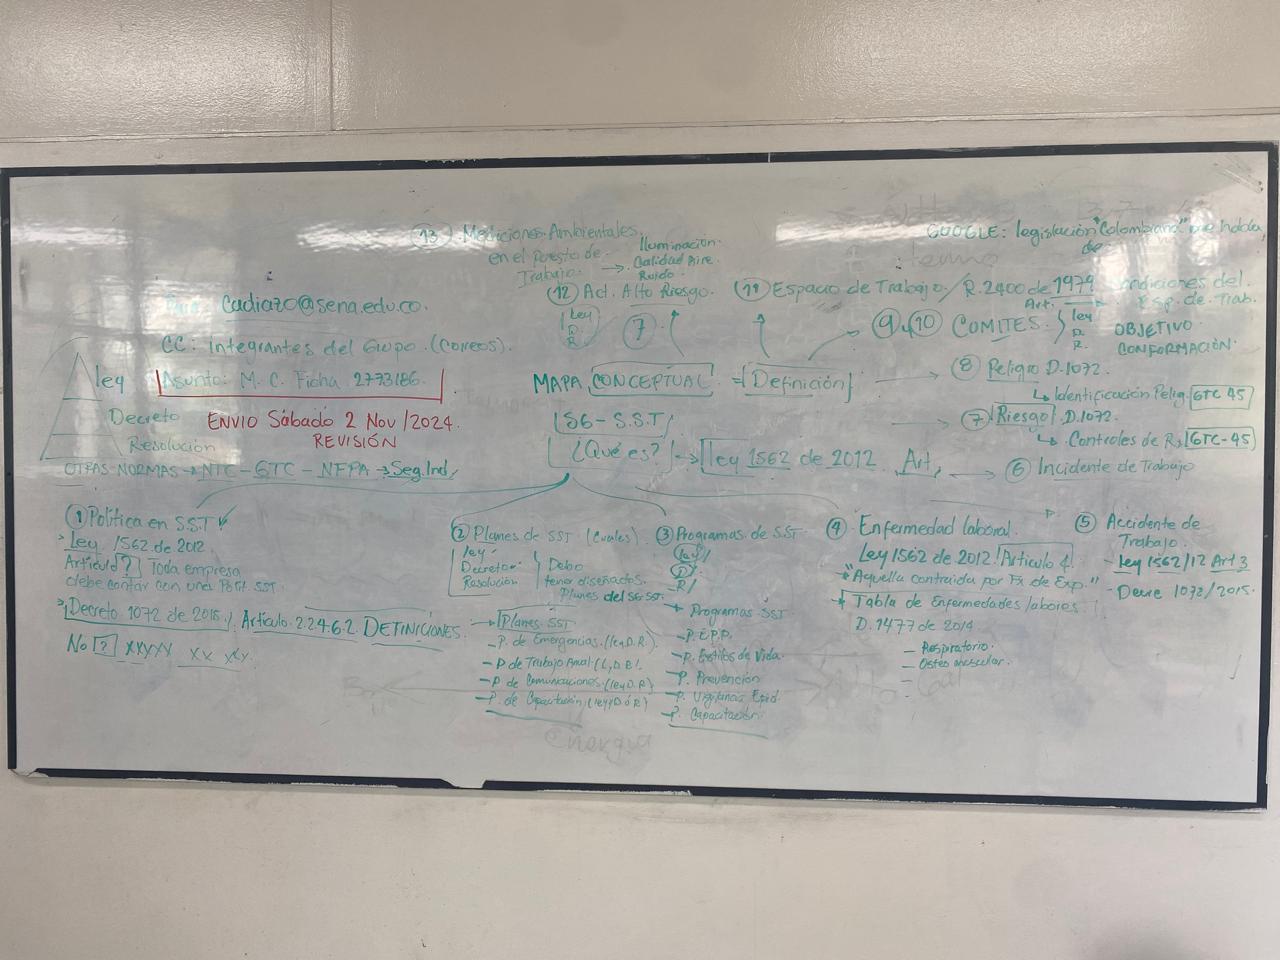 (13) Mediciones Ambientales
en el puesto de
Trabajo. → Iluminación.
Calidad Aire
Ruido.
GOOGLE: legislación "Colombiana"
de
(12) Act. Alto Riesgo.
Ley
D.
R
(11) Espacio de Trabajo / R. 2400 de 1979
Art.
Condiciones del
Esp. de Trab.
cadiaz0@sena.edu.co.
CC: Integrantes del Grupo. (Correos).
Asunto: M. C. Ficha 2773186.
ENVIO Sábado 2 Nov/2024.
REVISIÓN
ley
Decreto
Resolución
OTRAS NORMAS → NTC - GTC - NFPA → Seg. Ind.
(7)
(9) y (10) COMITES.
ley
D.
R.
OBJETIVO
CONFORMACIÓN.
MAPA CONCEPTUAL = Definición
SG - S.S.T
¿Qué es? → ley 1562 de 2012. Art.
(8) Peligro D. 1072.
↳ Identificación Pelig. GTC 45
(7) Riesgo D. 1072.
↳ Controles de R. GTC-45
(6) Incidente de Trabajo
(1) Política en S.S.T
Ley 1562 de 2012
Artículo ? Toda empresa
debe contar con una Polit. SST.
Decreto 1072 de 2015 / Artículo 2.2.4.6.2. DEFINICIONES.
No ? XXYXY XX XXy.
(2) Planes de SST (Cuales).
Ley
Decreto
Resolución
Debo
tener diseñados
Planes del SG SST.
→ Planes SST
- P. de Emergencias. (ley D. R).
- P de Trabajo Anual (L, D R).
- P de Comunicaciones. (ley D. R)
- P. de Capacitación (ley D ó R)
(3) Programas de SST
ley
D
R
→ Programas SST
- P. E.P.P.
- P. Estilos de Vida.
- P. Prevención
- P. Vigilancia Epid.
- P. Capacitación
(4) Enfermedad laboral.
Ley 1562 de 2012. Artículo 4.
"Aquella contraida por Fx de Exp."
Tabla de Enfermedades labores.
D. 1477 de 2014
- Respiratorio.
- Osteo muscular.
(5) Accidente de
Trabajo.
- Ley 1562/12 Art 3
- Decre 1072/2015.
Energía